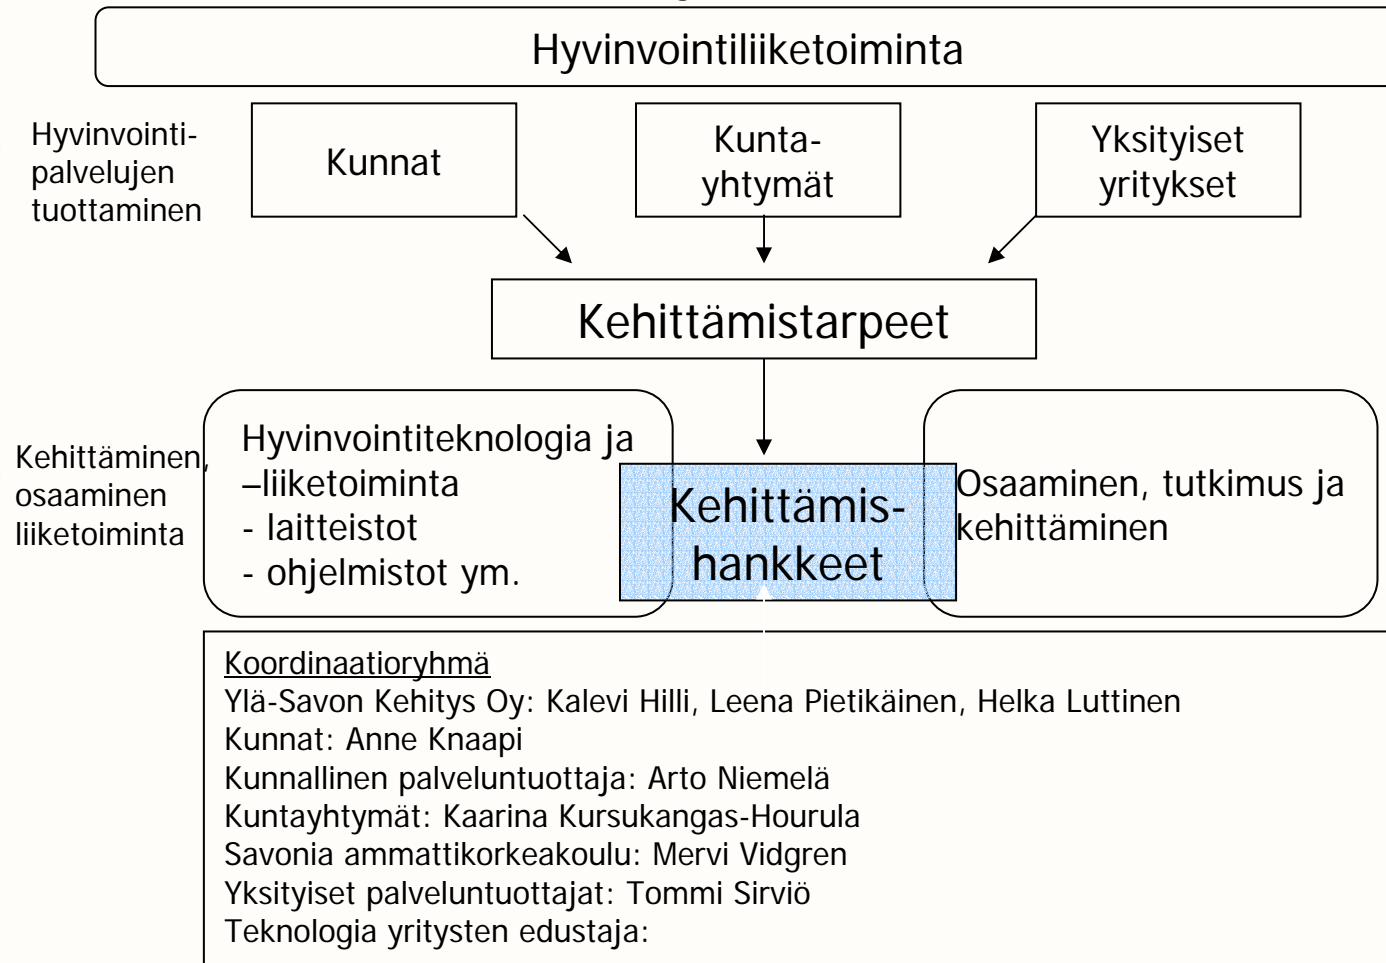 Hyvinvointiliiketoiminta
Hyvinvointi-
palvelujen
tuottaminen
Kunnat
Kunta-
yhtymät
Yksityiset
yritykset
Kehittämistarpeet
Kehittäminen,
osaaminen
liiketoiminta
Hyvinvointiteknologia ja
–liiketoiminta
- laitteistot
- ohjelmistot ym.
Kehittämis-
hankkeet
Osaaminen, tutkimus ja
kehittäminen
Koordinaatioryhmä
Ylä-Savon Kehitys Oy: Kalevi Hilli, Leena Pietikäinen, Helka Luttinen
Kunnat: Anne Knaapi
Kunnallinen palveluntuottaja: Arto Niemelä
Kuntayhtymät: Kaarina Kursukangas-Hourula
Savonia ammattikorkeakoulu: Mervi Vidgren
Yksityiset palveluntuottajat: Tommi Sirviö
Teknologia yritysten edustaja: